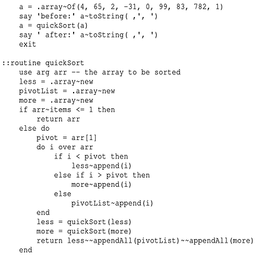 a = .array~Of(4, 65, 2, -31, 0, 99, 83, 782, 1)
say 'before:' a~toString( ,', ')
a = quickSort(a)
say ' after:' a~toString( ,', ')
exit
::routine quickSort
use arg arr -- the array to be sorted
less = .array~new
pivotList = .array~new
more = .array~new
if arr~items <= 1 then
return arr
else do
pivot = arr[1]
do i over arr
if i < pivot then
less~append(i)
else if i > pivot then
more~append(i)
else
pivotList~append(i)
end
less = quickSort(less)
more = quickSort(more)
return less~~appendAll(pivotList)~~appendAll(more)
end